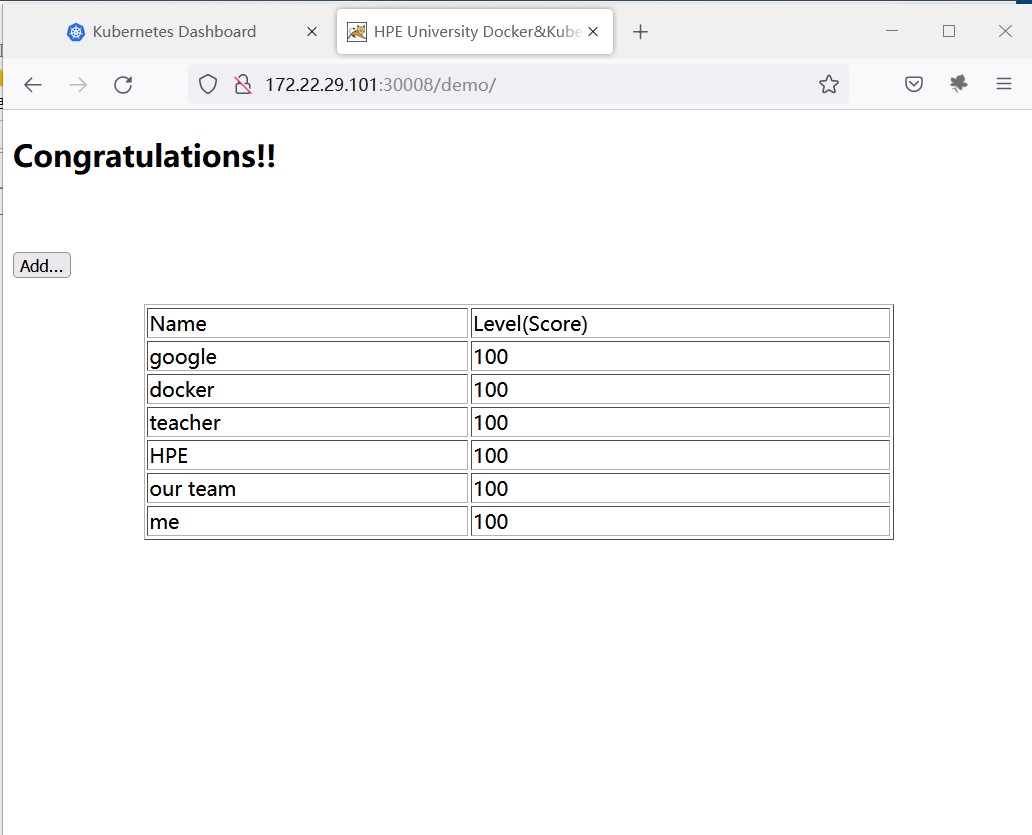 Kubernetes Dashboard
HPE University Docker&Kube
172.22.29.101:30008/demo/
Congratulations!!
Add...
Name Level(Score)
google 100
docker 100
teacher 100
HPE 100
our team 100
me 100